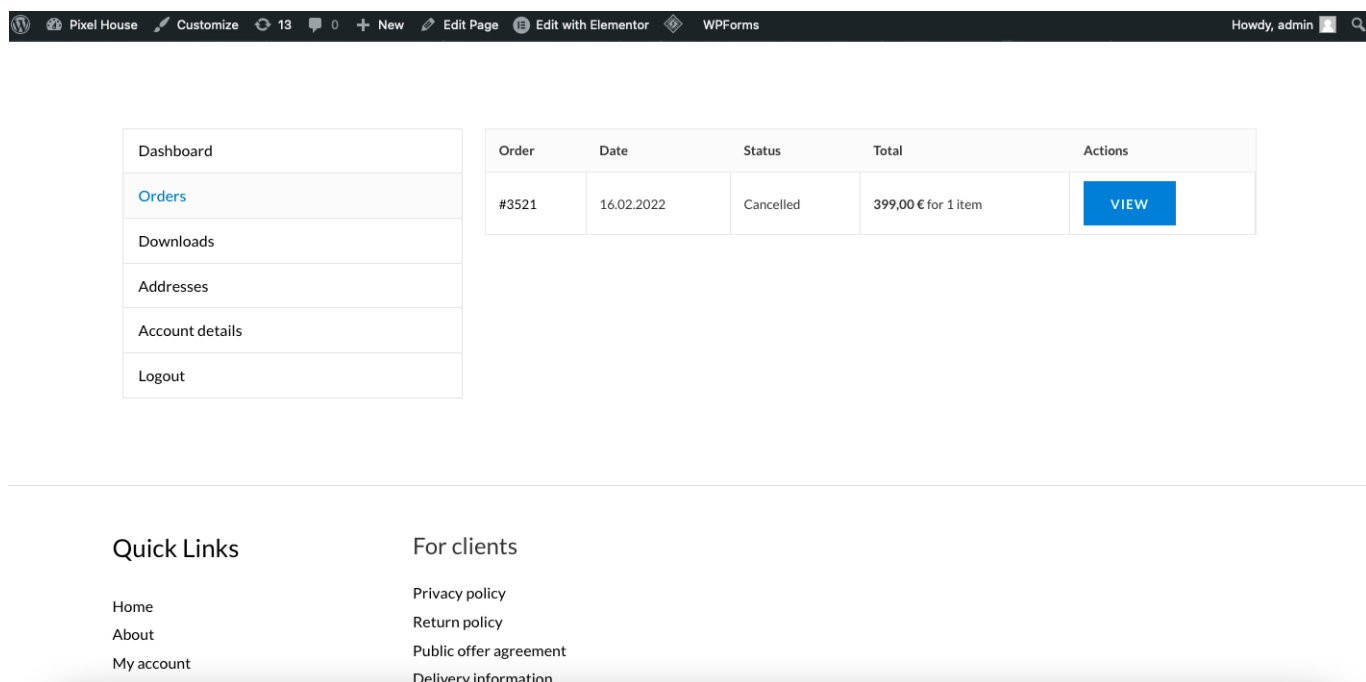 Pixel House Customize 13 0 New Edit Page Edit with Elementor WPForms Howdy, admin
Dashboard
Orders
Downloads
Addresses
Account details
Logout
Order Date Status Total Actions
#3521 16.02.2022 Cancelled 399,00 € for 1 item VIEW
Quick Links
Home
About
My account
For clients
Privacy policy
Return policy
Public offer agreement
Delivery information